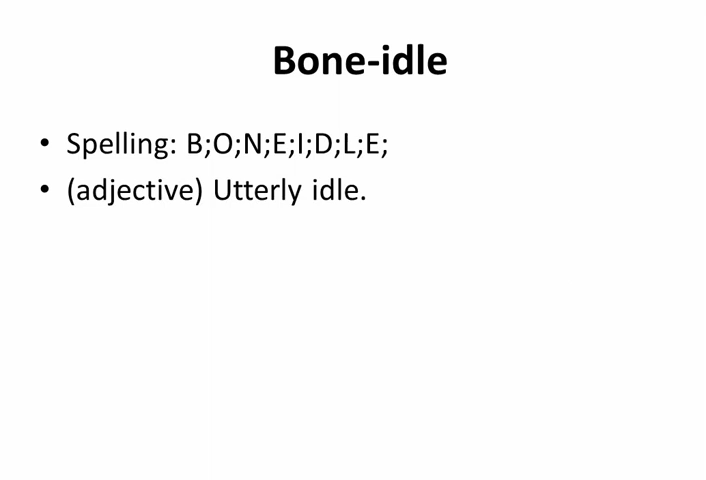 Bone-idle
• Spelling: B;O;N;E;I;D;L;E;
• (adjective) Utterly idle.